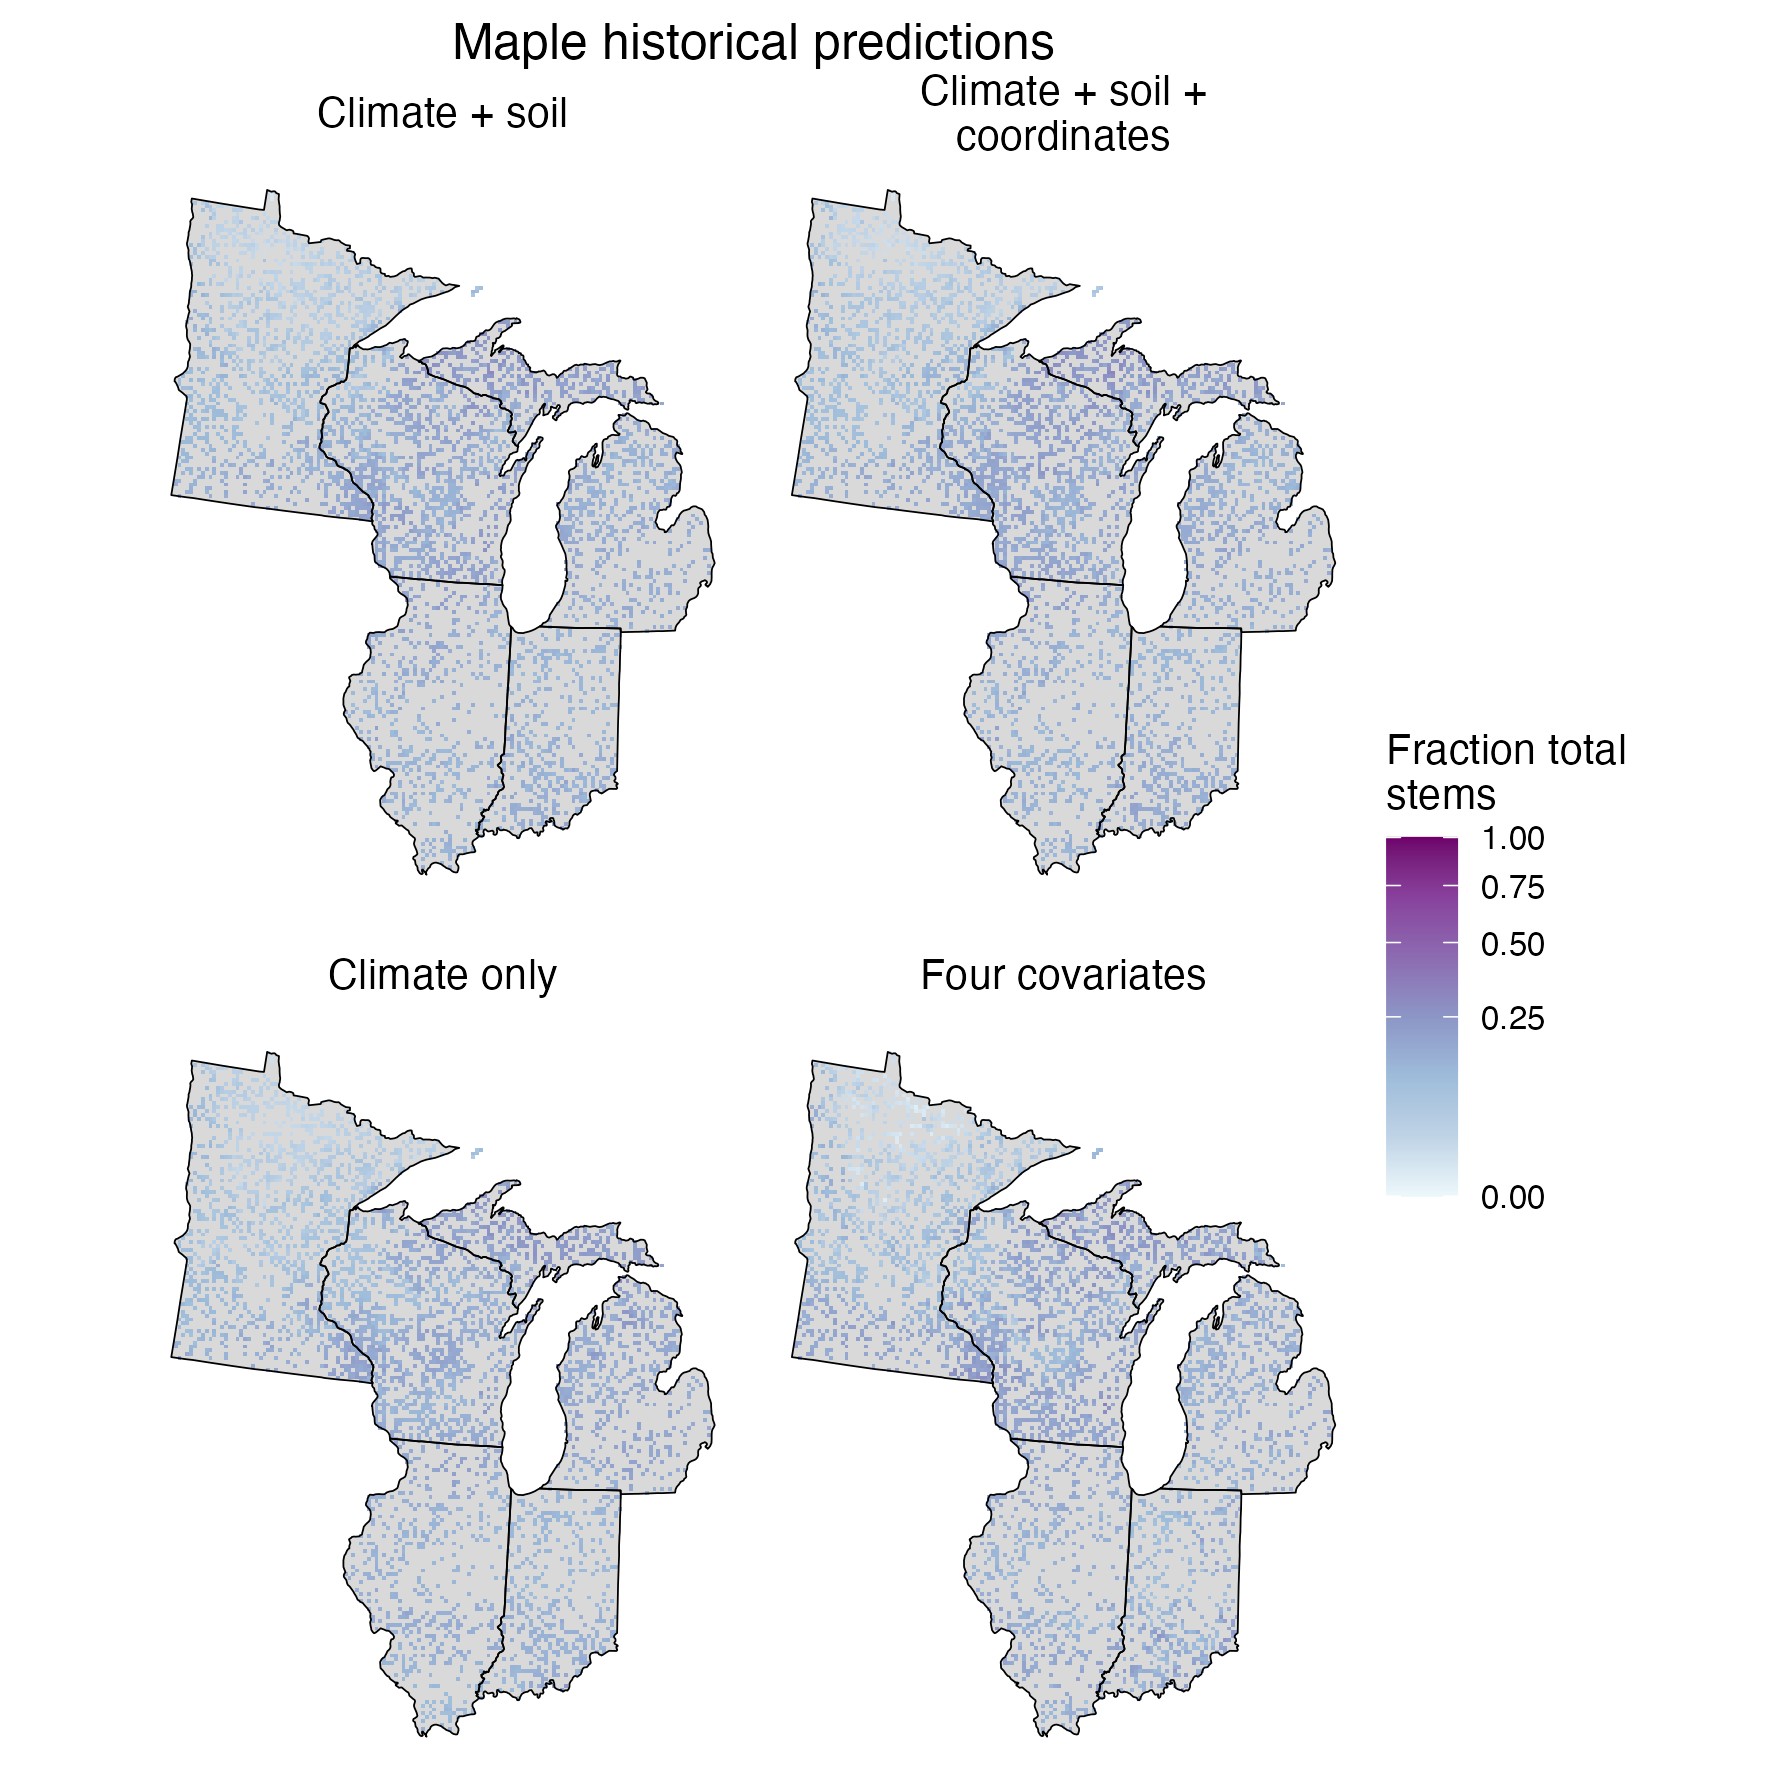 Maple historical predictions
Climate + soil
Climate + soil +
coordinates
Climate only
Four covariates
Fraction total
stems
1.00
0.75
0.50
0.25
0.00